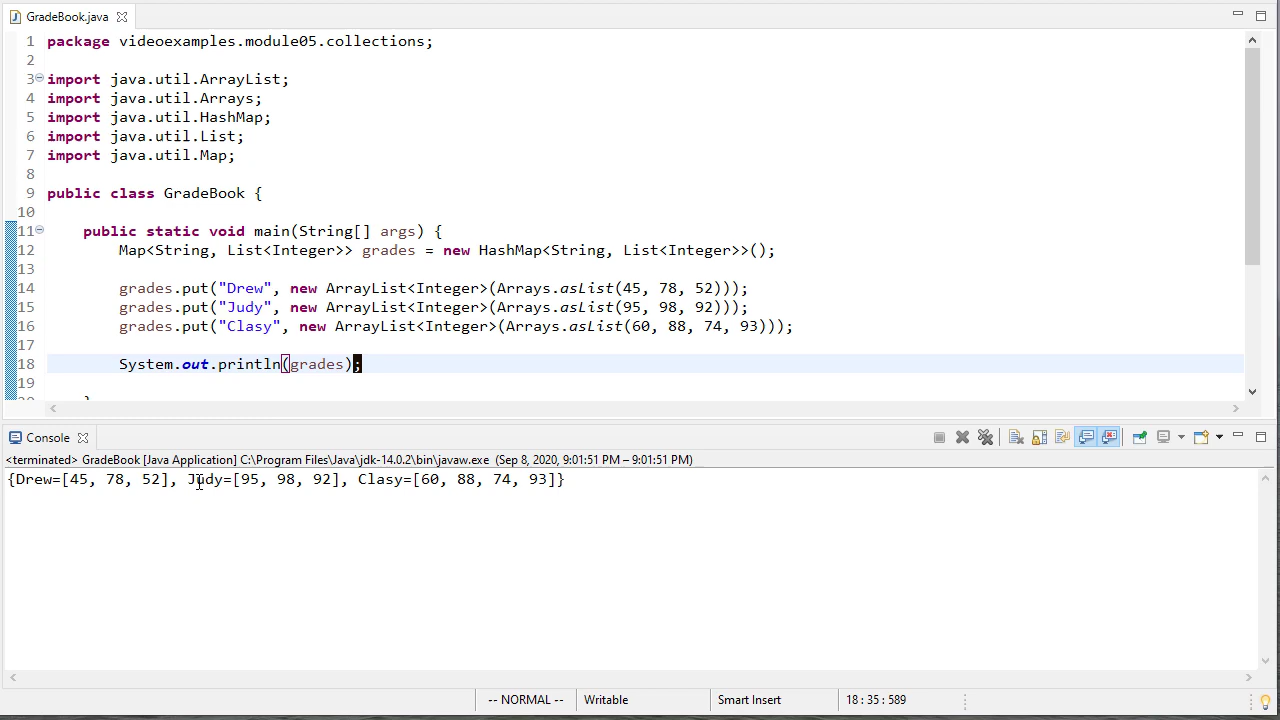 GradeBook.java
1 package videoexamples.module05.collections;
2
3 import java.util.ArrayList;
4 import java.util.Arrays;
5 import java.util.HashMap;
6 import java.util.List;
7 import java.util.Map;
8
9 public class GradeBook {
10
11 public static void main(String[] args) {
12 Map<String, List<Integer>> grades = new HashMap<String, List<Integer>>();
13
14 grades.put("Drew", new ArrayList<Integer>(Arrays.asList(45, 78, 52)));
15 grades.put("Judy", new ArrayList<Integer>(Arrays.asList(95, 98, 92)));
16 grades.put("Clasy", new ArrayList<Integer>(Arrays.asList(60, 88, 74, 93)));
17
18 System.out.println(grades);
19
Console
<terminated> GradeBook [Java Application] C:\Program Files\Java\jdk-14.0.2\bin\javaw.exe (Sep 8, 2020, 9:01:51 PM – 9:01:51 PM)
{Drew=[45, 78, 52], Judy=[95, 98, 92], Clasy=[60, 88, 74, 93]}
-- NORMAL -- Writable Smart Insert 18 : 35 : 589